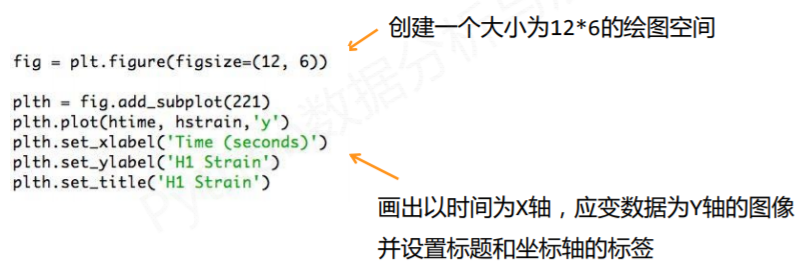 创建一个大小为12*6的绘图空间
fig = plt.figure(figsize=(12, 6))
plth = fig.add_subplot(221)
plth.plot(htime, hstrain,'y')
plth.set_xlabel('Time (seconds)')
plth.set_ylabel('H1 Strain')
plth.set_title('H1 Strain')
画出以时间为X轴，应变数据为Y轴的图像
并设置标题和坐标轴的标签